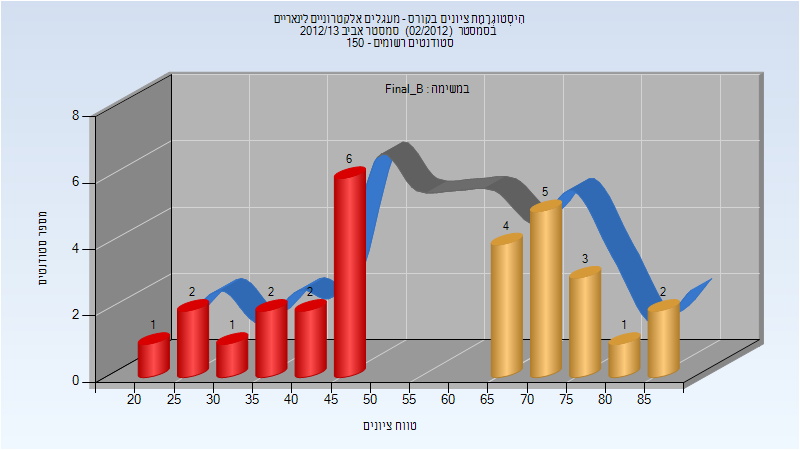 היסטוגרמת ציונים בקורס - מעגלים אלקטרוניים לינאריים
בסמסטר (02/2012) סמסטר אביב 2012/13
סטודנטים רשומים - 150
במשימה : Final_B
מספר סטודנטים
8
6
4
2
0
1
2
1
2
2
6
4
5
3
1
2
20 25 30 35 40 45 50 55 60 65 70 75 80 85
טווח ציונים